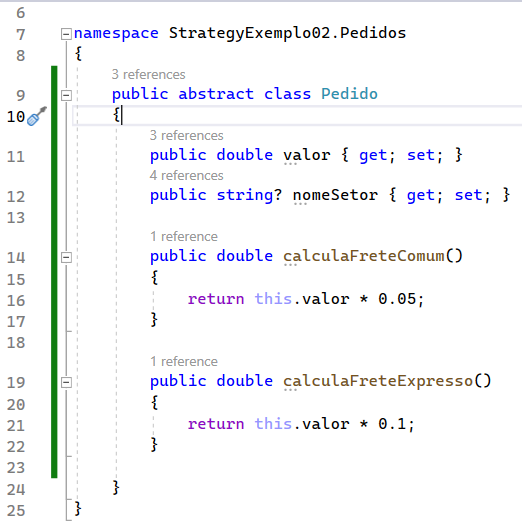 6
7 namespace StrategyExemplo02.Pedidos
8 {
3 references
9 public abstract class Pedido
10 {
3 references
11 public double valor { get; set; }
4 references
12 public string? nomeSetor { get; set; }
13
1 reference
14 public double calculaFreteComum()
15 {
16 return this.valor * 0.05;
17 }
18
1 reference
19 public double calculaFreteExpresso()
20 {
21 return this.valor * 0.1;
22 }
23
24 }
25 }